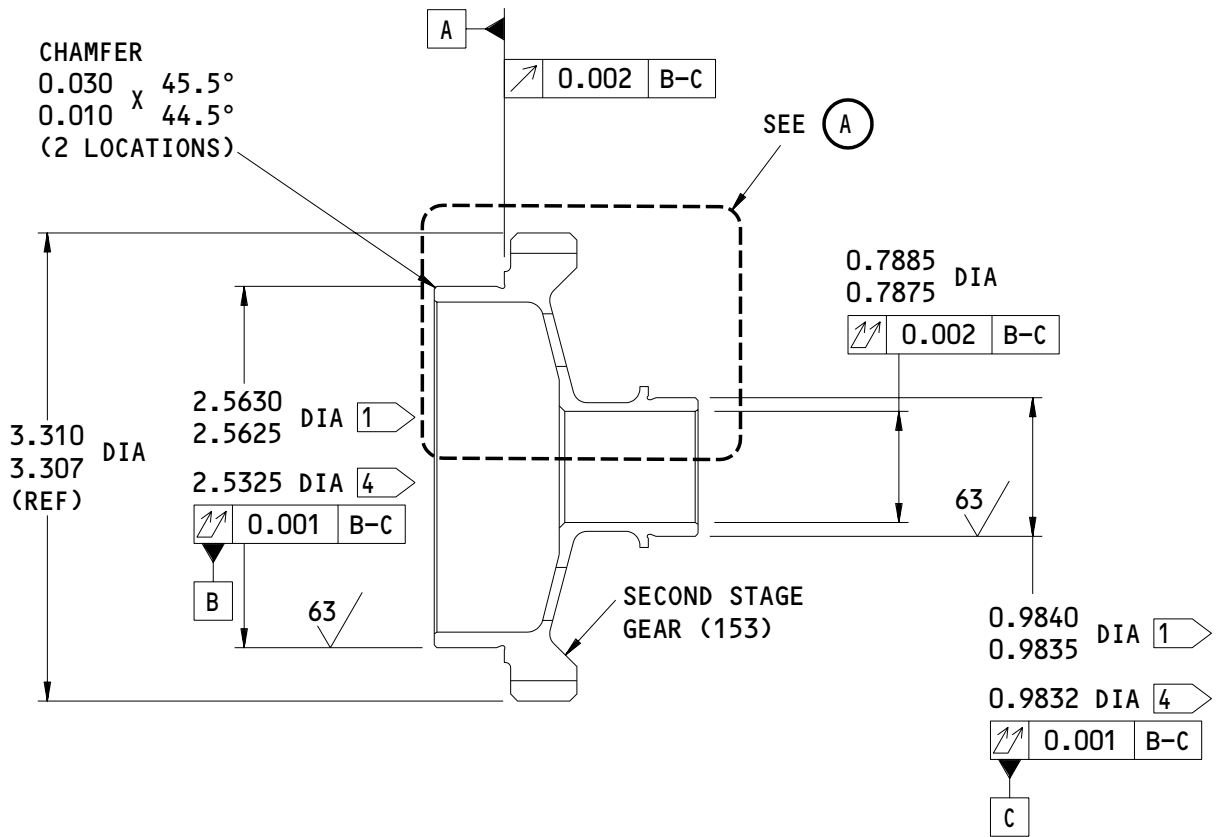 A
0.002 B-C
CHAMFER
0.030 X 45.5°
0.010 44.5°
(2 LOCATIONS)
SEE A
0.7885
0.7875 DIA
0.002 B-C
2.5630
2.5625 DIA 1
2.5325 DIA 4
0.001 B-C
B
3.310
3.307 DIA
(REF)
63
63
SECOND STAGE
GEAR (153)
0.9840
0.9835 DIA 1
0.9832 DIA 4
0.001 B-C
C